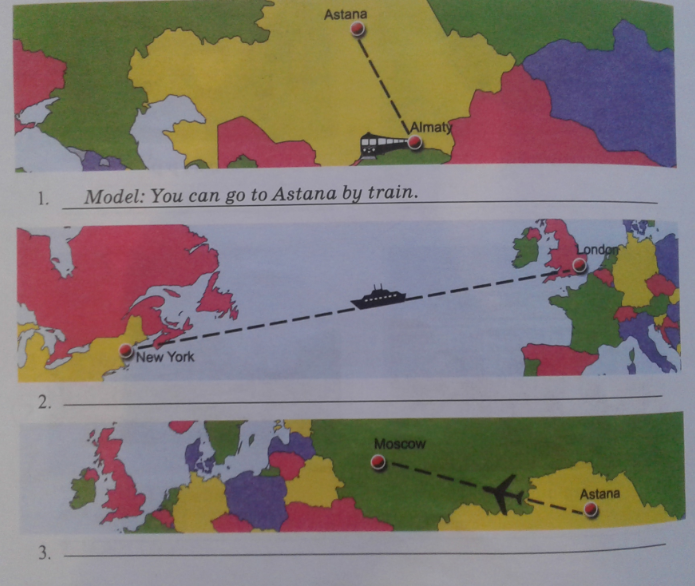 Astana
Almaty
1. Model: You can go to Astana by train.
London
New York
2.
Moscow
Astana
3.